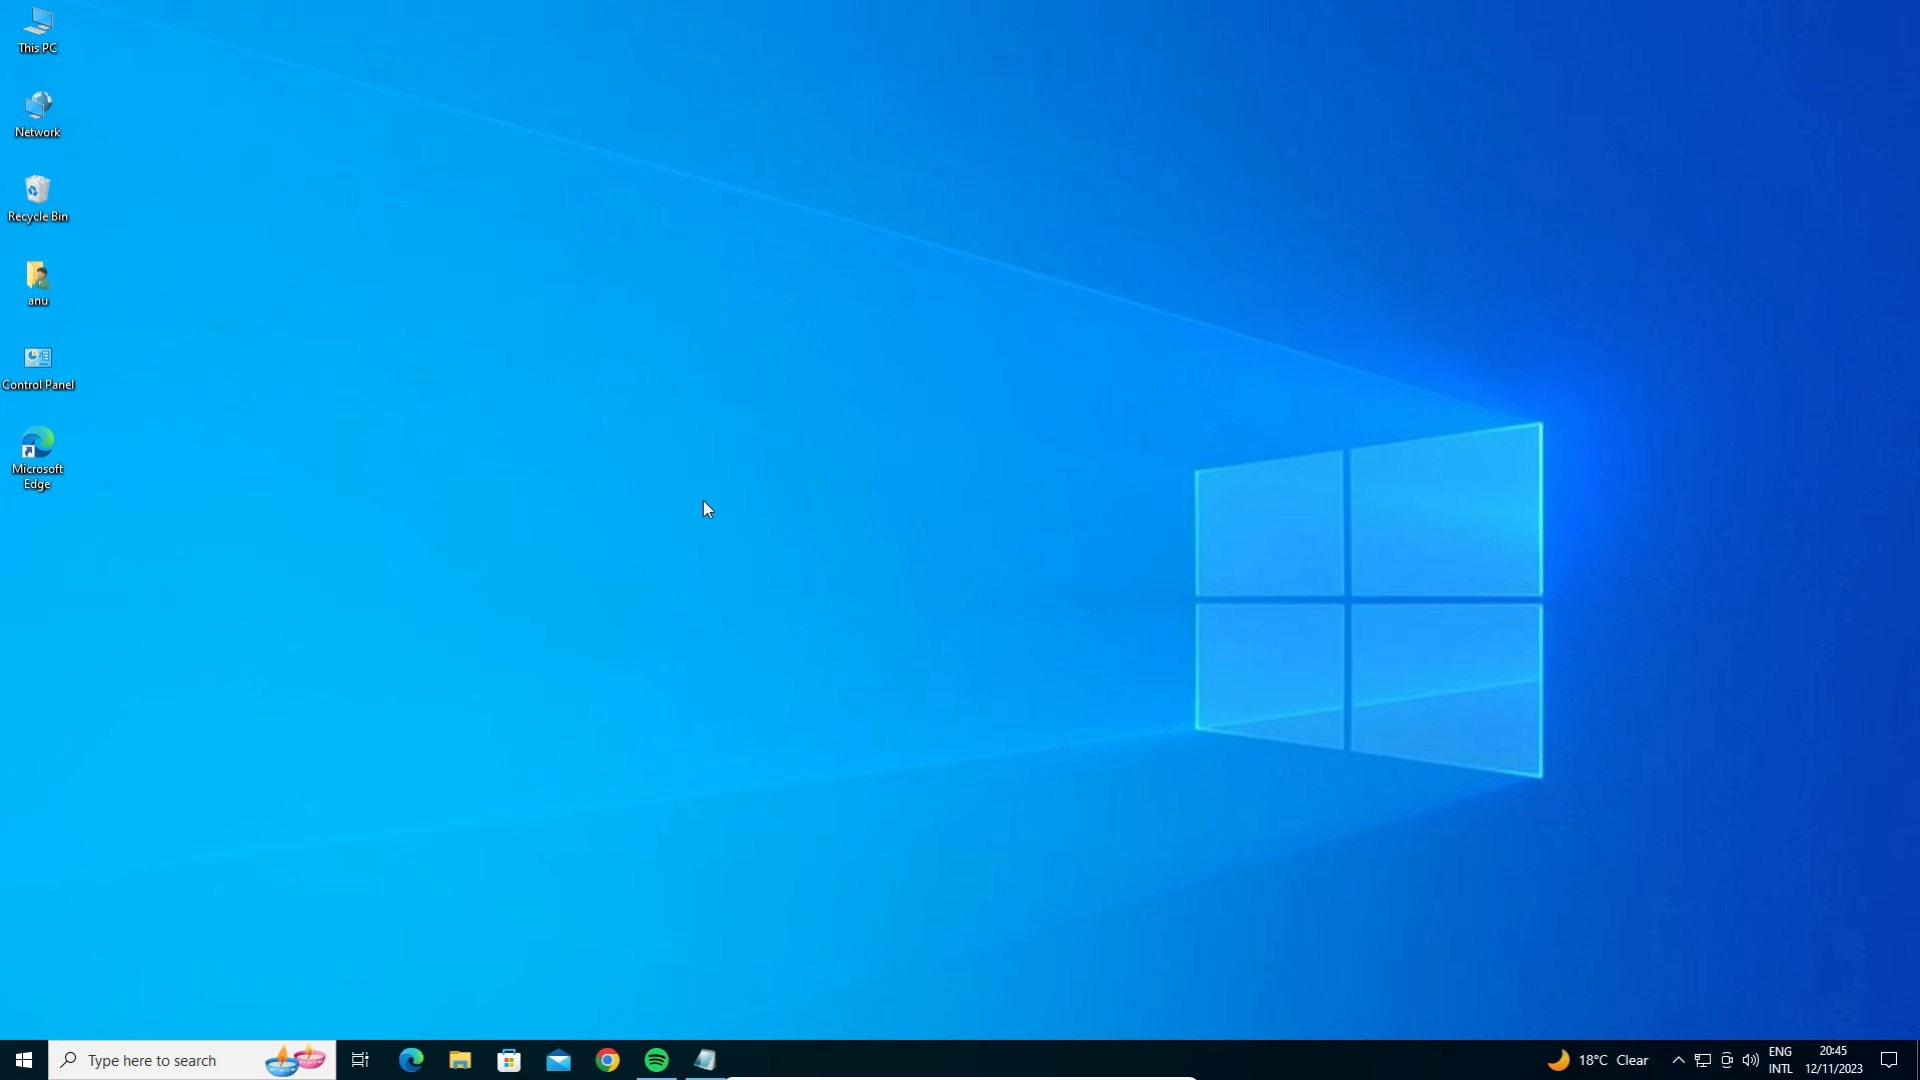 This PC
Network
Recycle Bin
anu
Control Panel
Microsoft
Edge
Type here to search
18°C Clear
ENG
INTL
20:45
12/11/2023